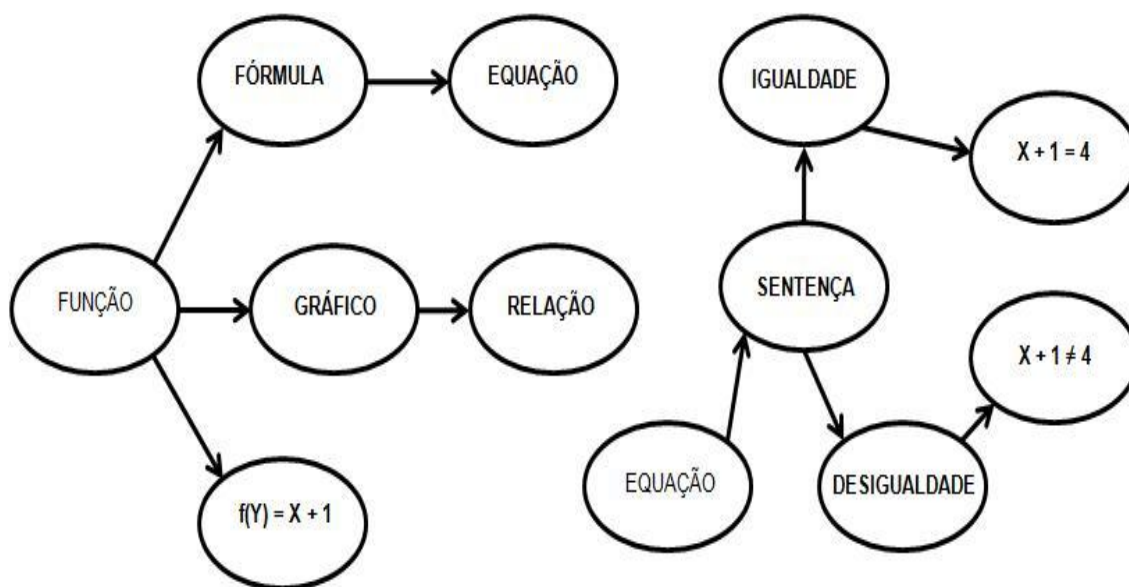 FÓRMULA
EQUAÇÃO
FUNÇÃO
GRÁFICO
RELAÇÃO
f(Y) = X + 1
IGUALDADE
X + 1 = 4
SENTENÇA
X + 1 ≠ 4
EQUAÇÃO
DESIGUALDADE